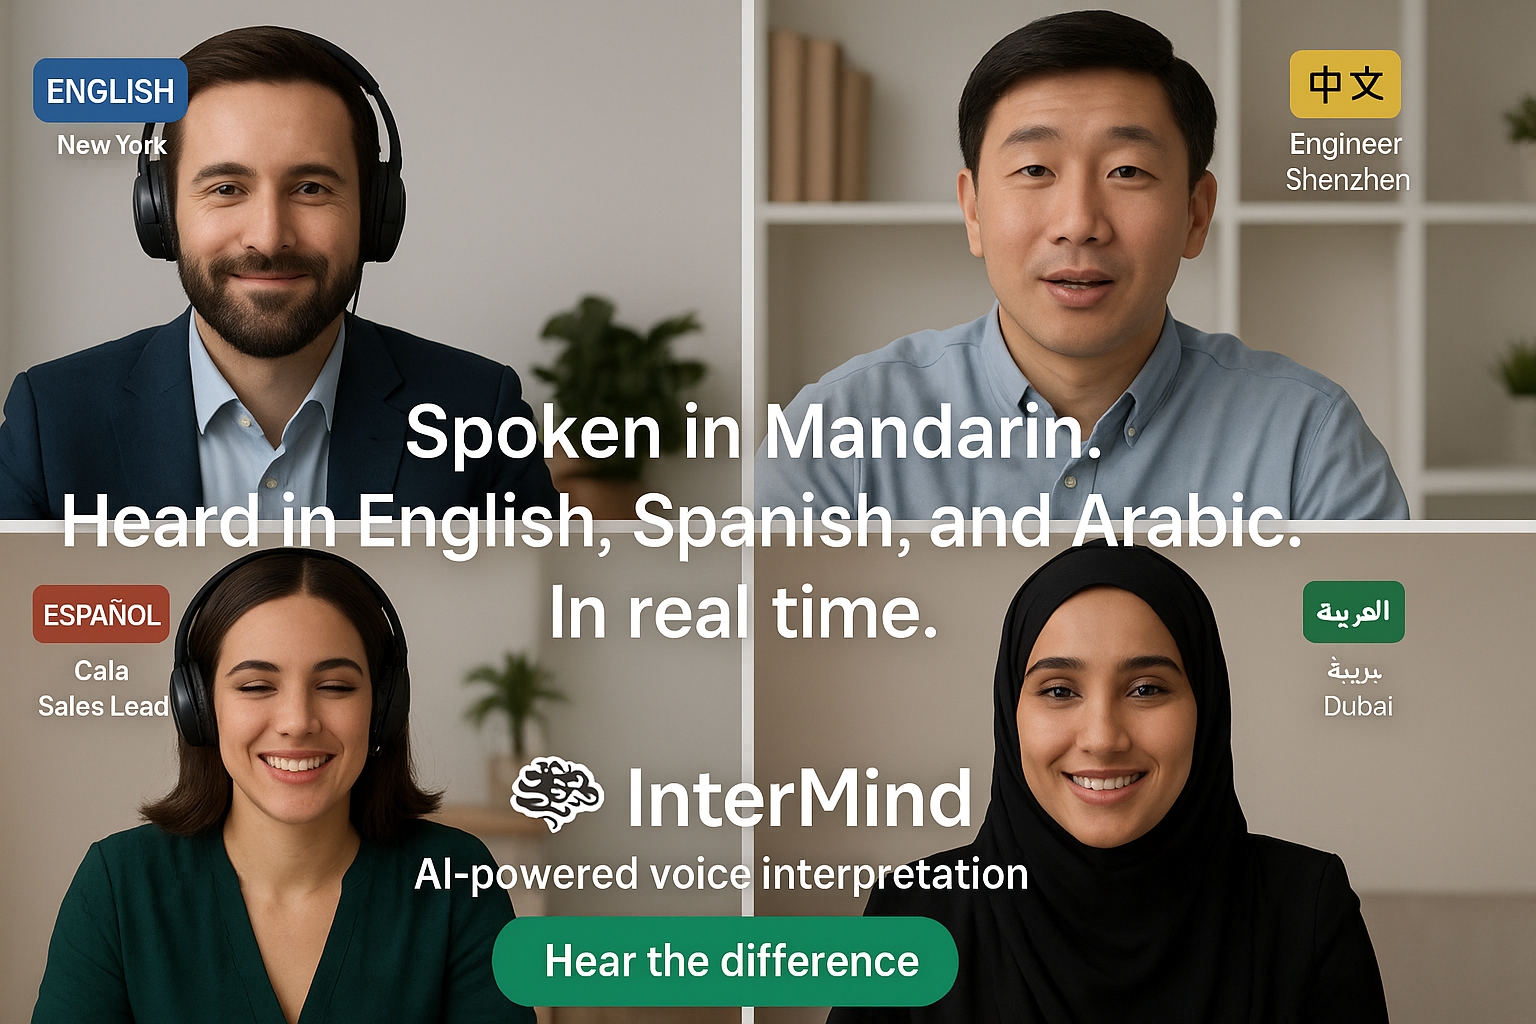 ENGLISH
New York
中文
Engineer
Shenzhen
Spoken in Mandarin.
Heard in English, Spanish, and Arabic.
In real time.
ESPAÑOL
Cala
Sales Lead
العربية
Dubai
InterMind
AI-powered voice interpretation
Hear the difference